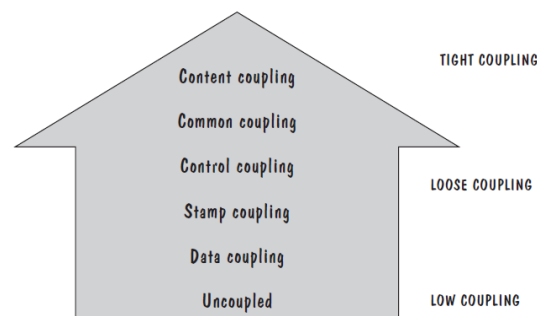 TIGHT COUPLING
Content coupling
Common coupling
Control coupling
LOOSE COUPLING
Stamp coupling
Data coupling
Uncoupled
LOW COUPLING